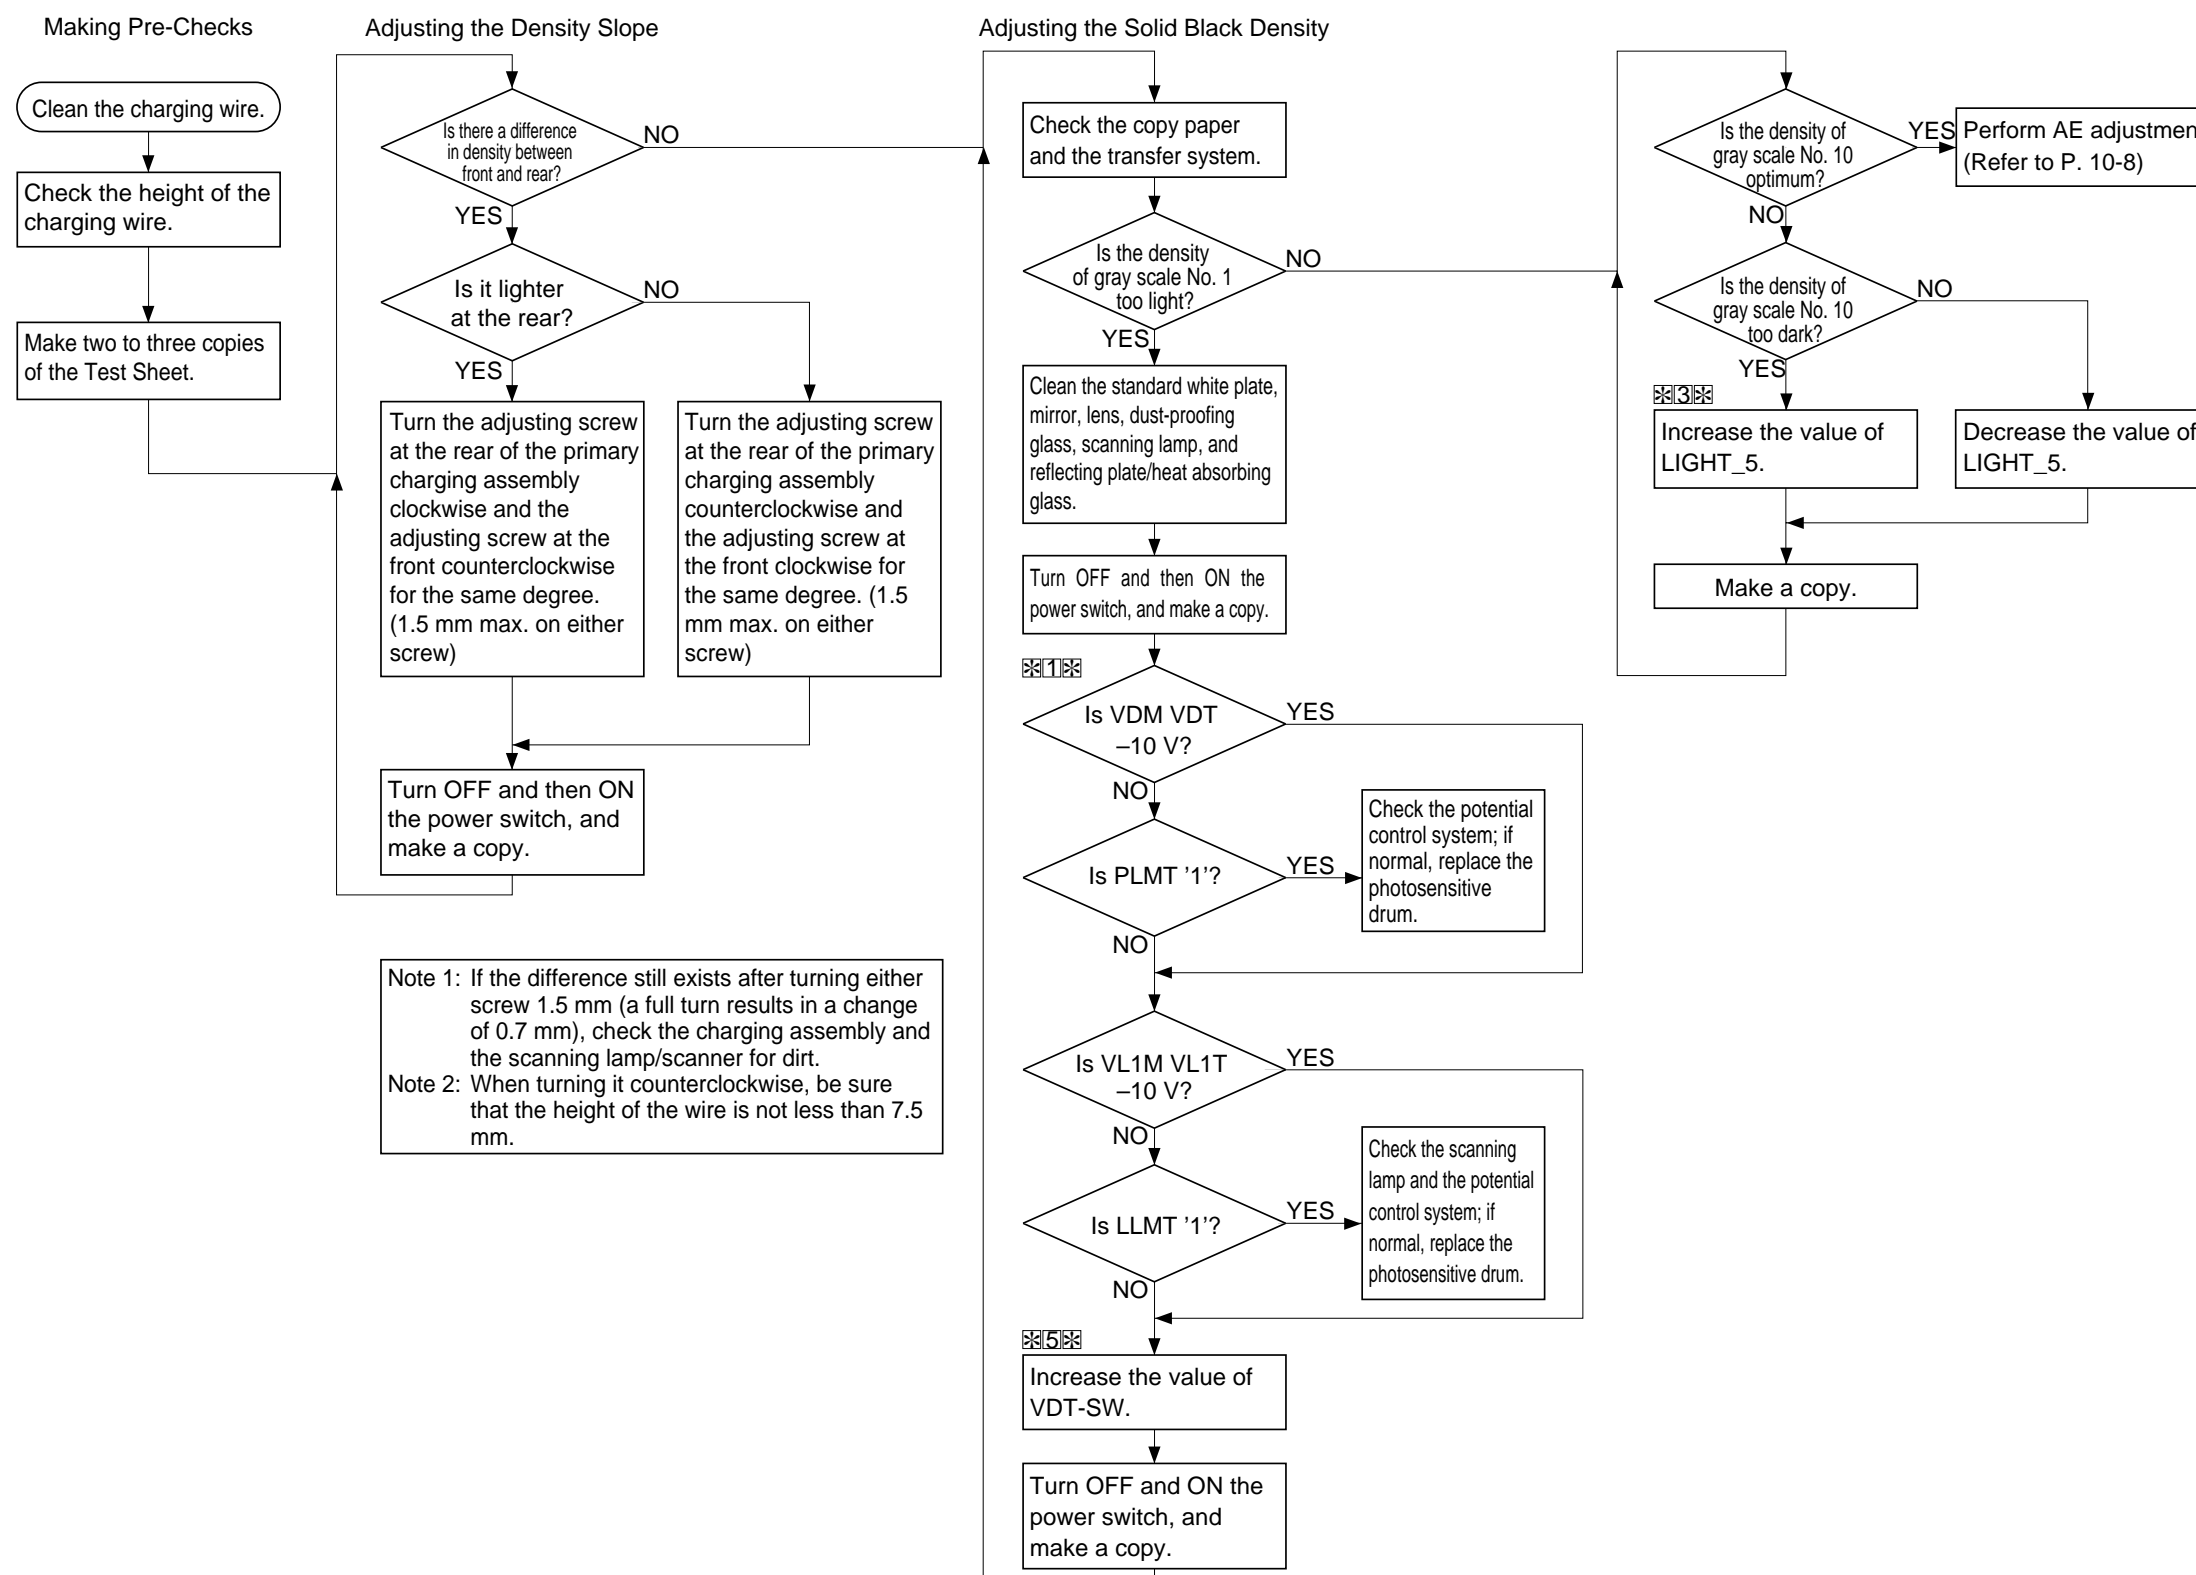 Making Pre-Checks
Clean the charging wire.
Check the height of the
charging wire.
Make two to three copies
of the Test Sheet.
Adjusting the Density Slope
Is there a difference
in density between
front and rear?
NO
YES
Is it lighter
at the rear?
NO
YES
Turn the adjusting screw
at the rear of the primary
charging assembly
clockwise and the
adjusting screw at the
front counterclockwise
for the same degree.
(1.5 mm max. on either
screw)
Turn the adjusting screw
at the rear of the primary
charging assembly
counterclockwise and
the adjusting screw at
the front clockwise for
the same degree. (1.5
mm max. on either
screw)
Turn OFF and then ON
the power switch, and
make a copy.
Note 1: If the difference still exists after turning either
screw 1.5 mm (a full turn results in a change
of 0.7 mm), check the charging assembly and
the scanning lamp/scanner for dirt.
Note 2: When turning it counterclockwise, be sure
that the height of the wire is not less than 7.5
mm.
Adjusting the Solid Black Density
Check the copy paper
and the transfer system.
Is the density
of gray scale No. 1
too light?
NO
YES
Clean the standard white plate,
mirror, lens, dust-proofing
glass, scanning lamp, and
reflecting plate/heat absorbing
glass.
Turn OFF and then ON the
power switch, and make a copy.
✻1✻
Is VDM VDT
–10 V?
YES
NO
Is PLMT ’1’?
YES
Check the potential
control system; if
normal, replace the
photosensitive
drum.
NO
Is VL1M VL1T
–10 V?
YES
NO
Is LLMT ’1’?
YES
Check the scanning
lamp and the potential
control system; if
normal, replace the
photosensitive drum.
NO
✻5✻
Increase the value of
VDT-SW.
Turn OFF and ON the
power switch, and
make a copy.
Is the density of
gray scale No. 10
optimum?
YES
Perform AE adjustmen
(Refer to P. 10-8)
NO
Is the density of
gray scale No. 10
too dark?
NO
YES
✻3✻
Increase the value of
LIGHT_5.
Decrease the value of
LIGHT_5.
Make a copy.